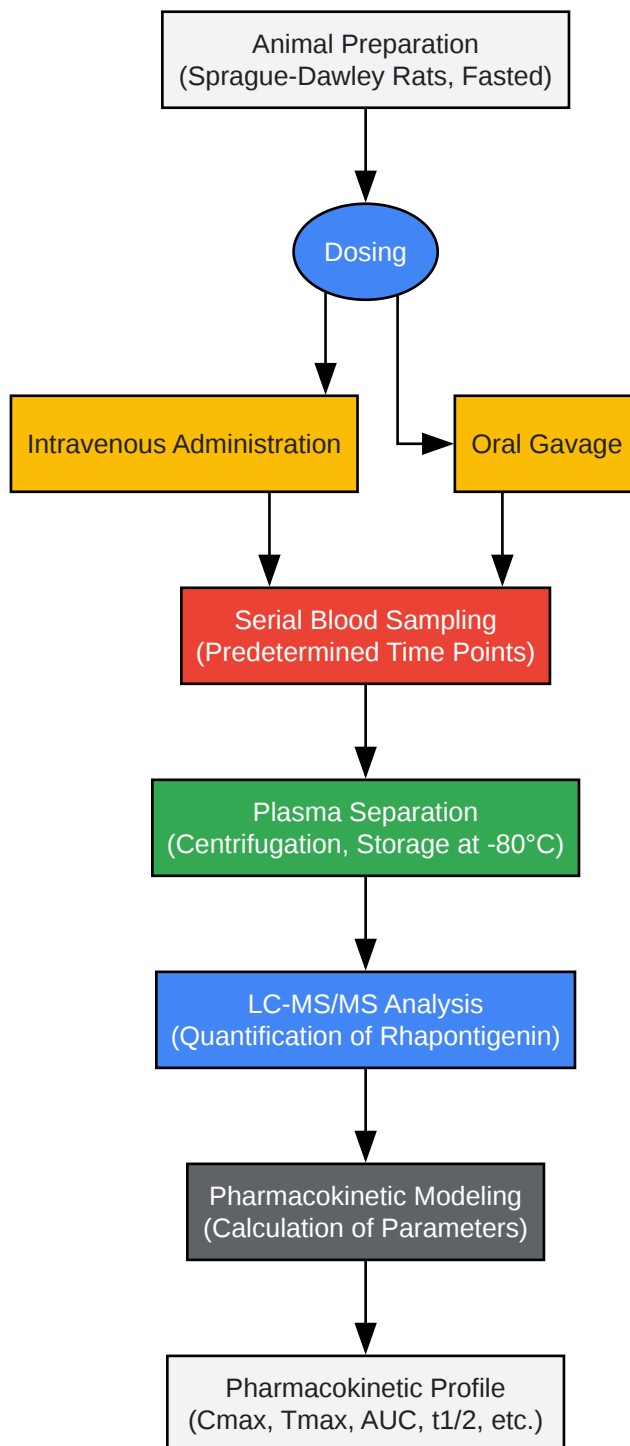 Animal Preparation
(Sprague-Dawley Rats, Fasted)
Dosing
Intravenous Administration
Oral Gavage
Serial Blood Sampling
(Predetermined Time Points)
Plasma Separation
(Centrifugation, Storage at -80°C)
LC-MS/MS Analysis
(Quantification of Rhapontigenin)
Pharmacokinetic Modeling
(Calculation of Parameters)
Pharmacokinetic Profile
(Cmax, Tmax, AUC, t1/2, etc.)